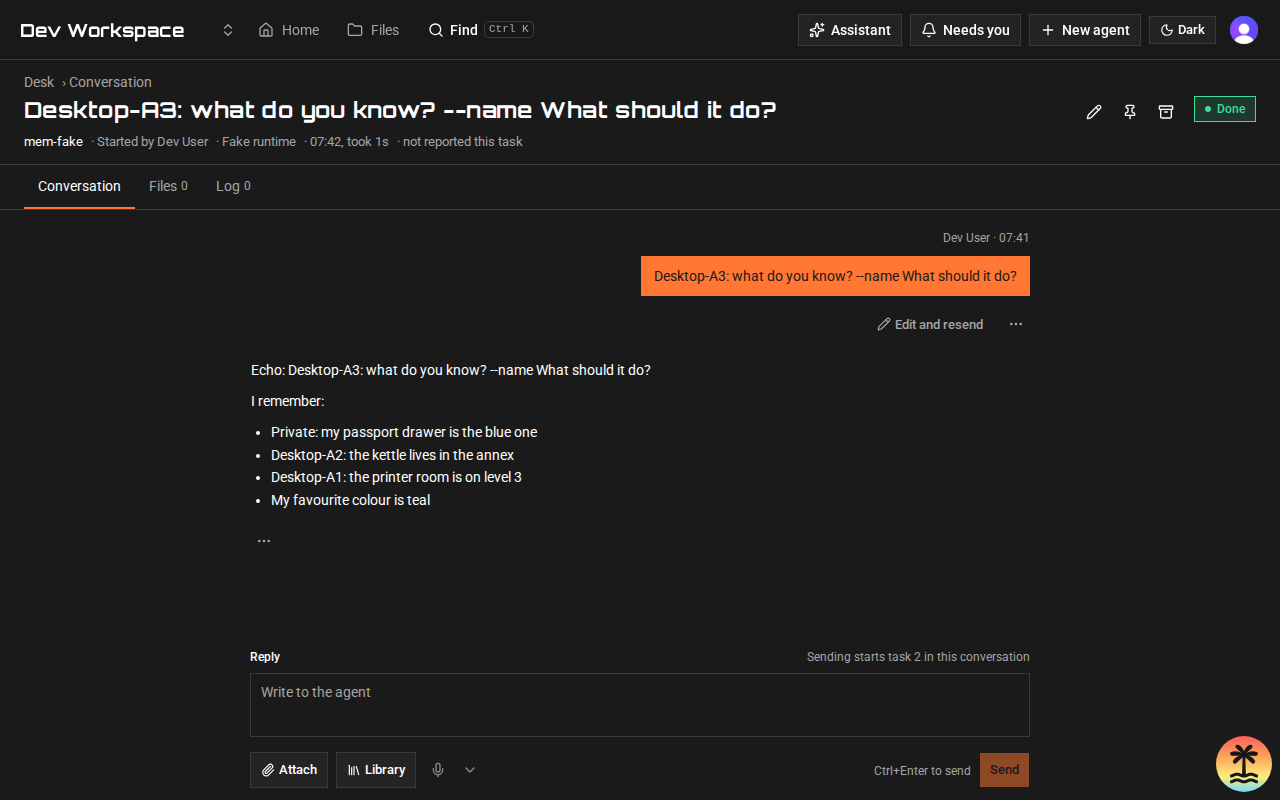 Dev Workspace
Home
Files
Find
Ctrl K
Assistant
Needs you
New agent
Dark
Desk › Conversation
Desktop-A3: what do you know? --name What should it do?
Done
mem-fake · Started by Dev User · Fake runtime · 07:42, took 1s · not reported this task
Conversation
Files 0
Log 0
Dev User · 07:41
Desktop-A3: what do you know? --name What should it do?
Edit and resend
Echo: Desktop-A3: what do you know? --name What should it do?
I remember:
• Private: my passport drawer is the blue one
• Desktop-A2: the kettle lives in the annex
• Desktop-A1: the printer room is on level 3
• My favourite colour is teal
Reply
Sending starts task 2 in this conversation
Write to the agent
Attach
Library
Ctrl+Enter to send
Send